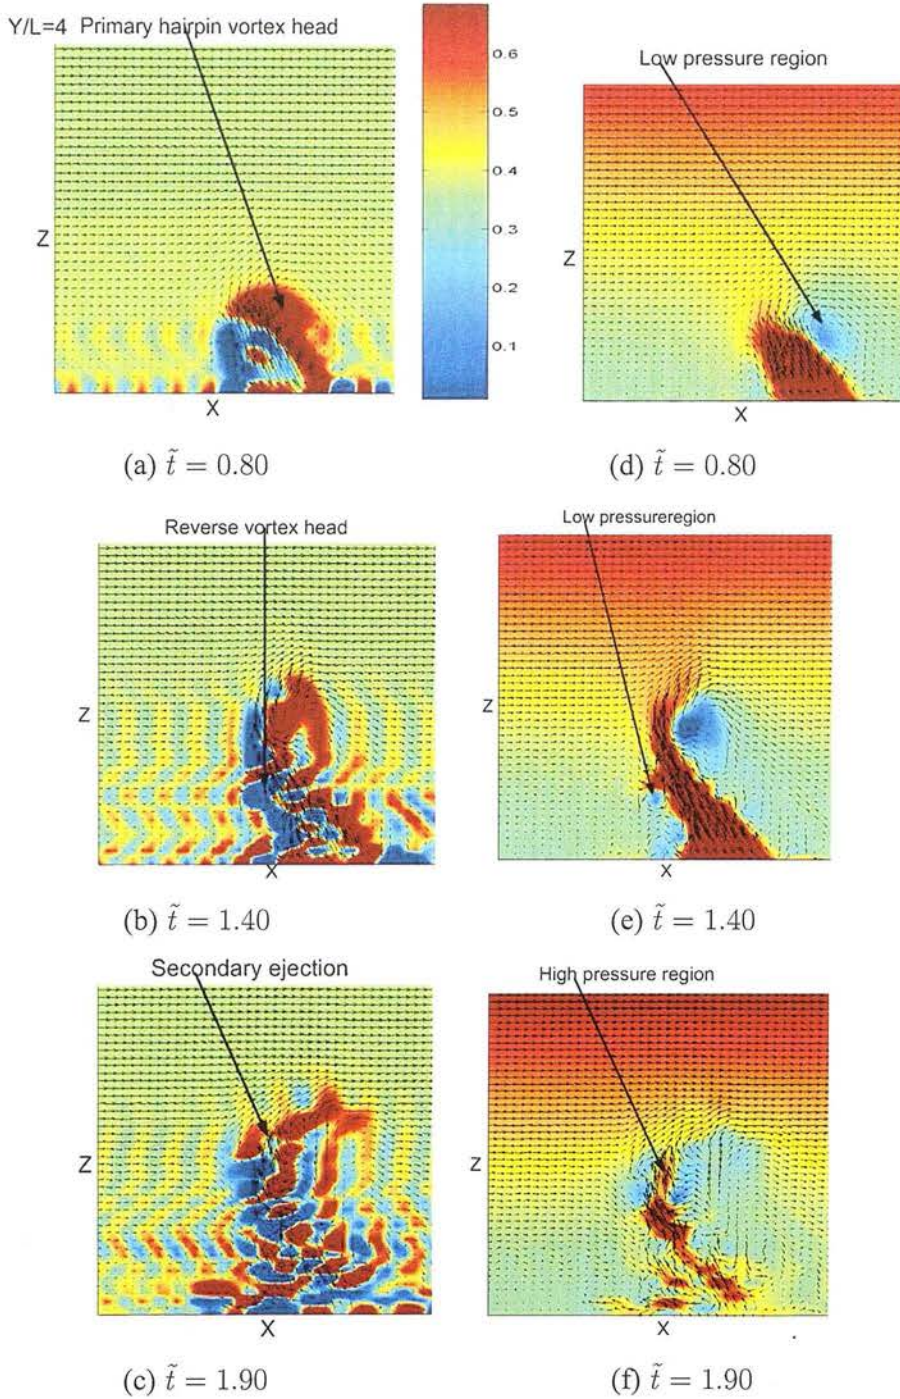 Y/L=4 Primary hairpin vortex head
Low pressure region
0.6
0.5
0.4
0.3
0.2
0.1
Z
X
Z
X
(a) t̃ = 0.80
(d) t̃ = 0.80
Reverse vortex head
Low pressureregion
Z
X
Z
X
(b) t̃ = 1.40
(e) t̃ = 1.40
Secondary ejection
High pressure region
Z
X
Z
X
(c) t̃ = 1.90
(f) t̃ = 1.90